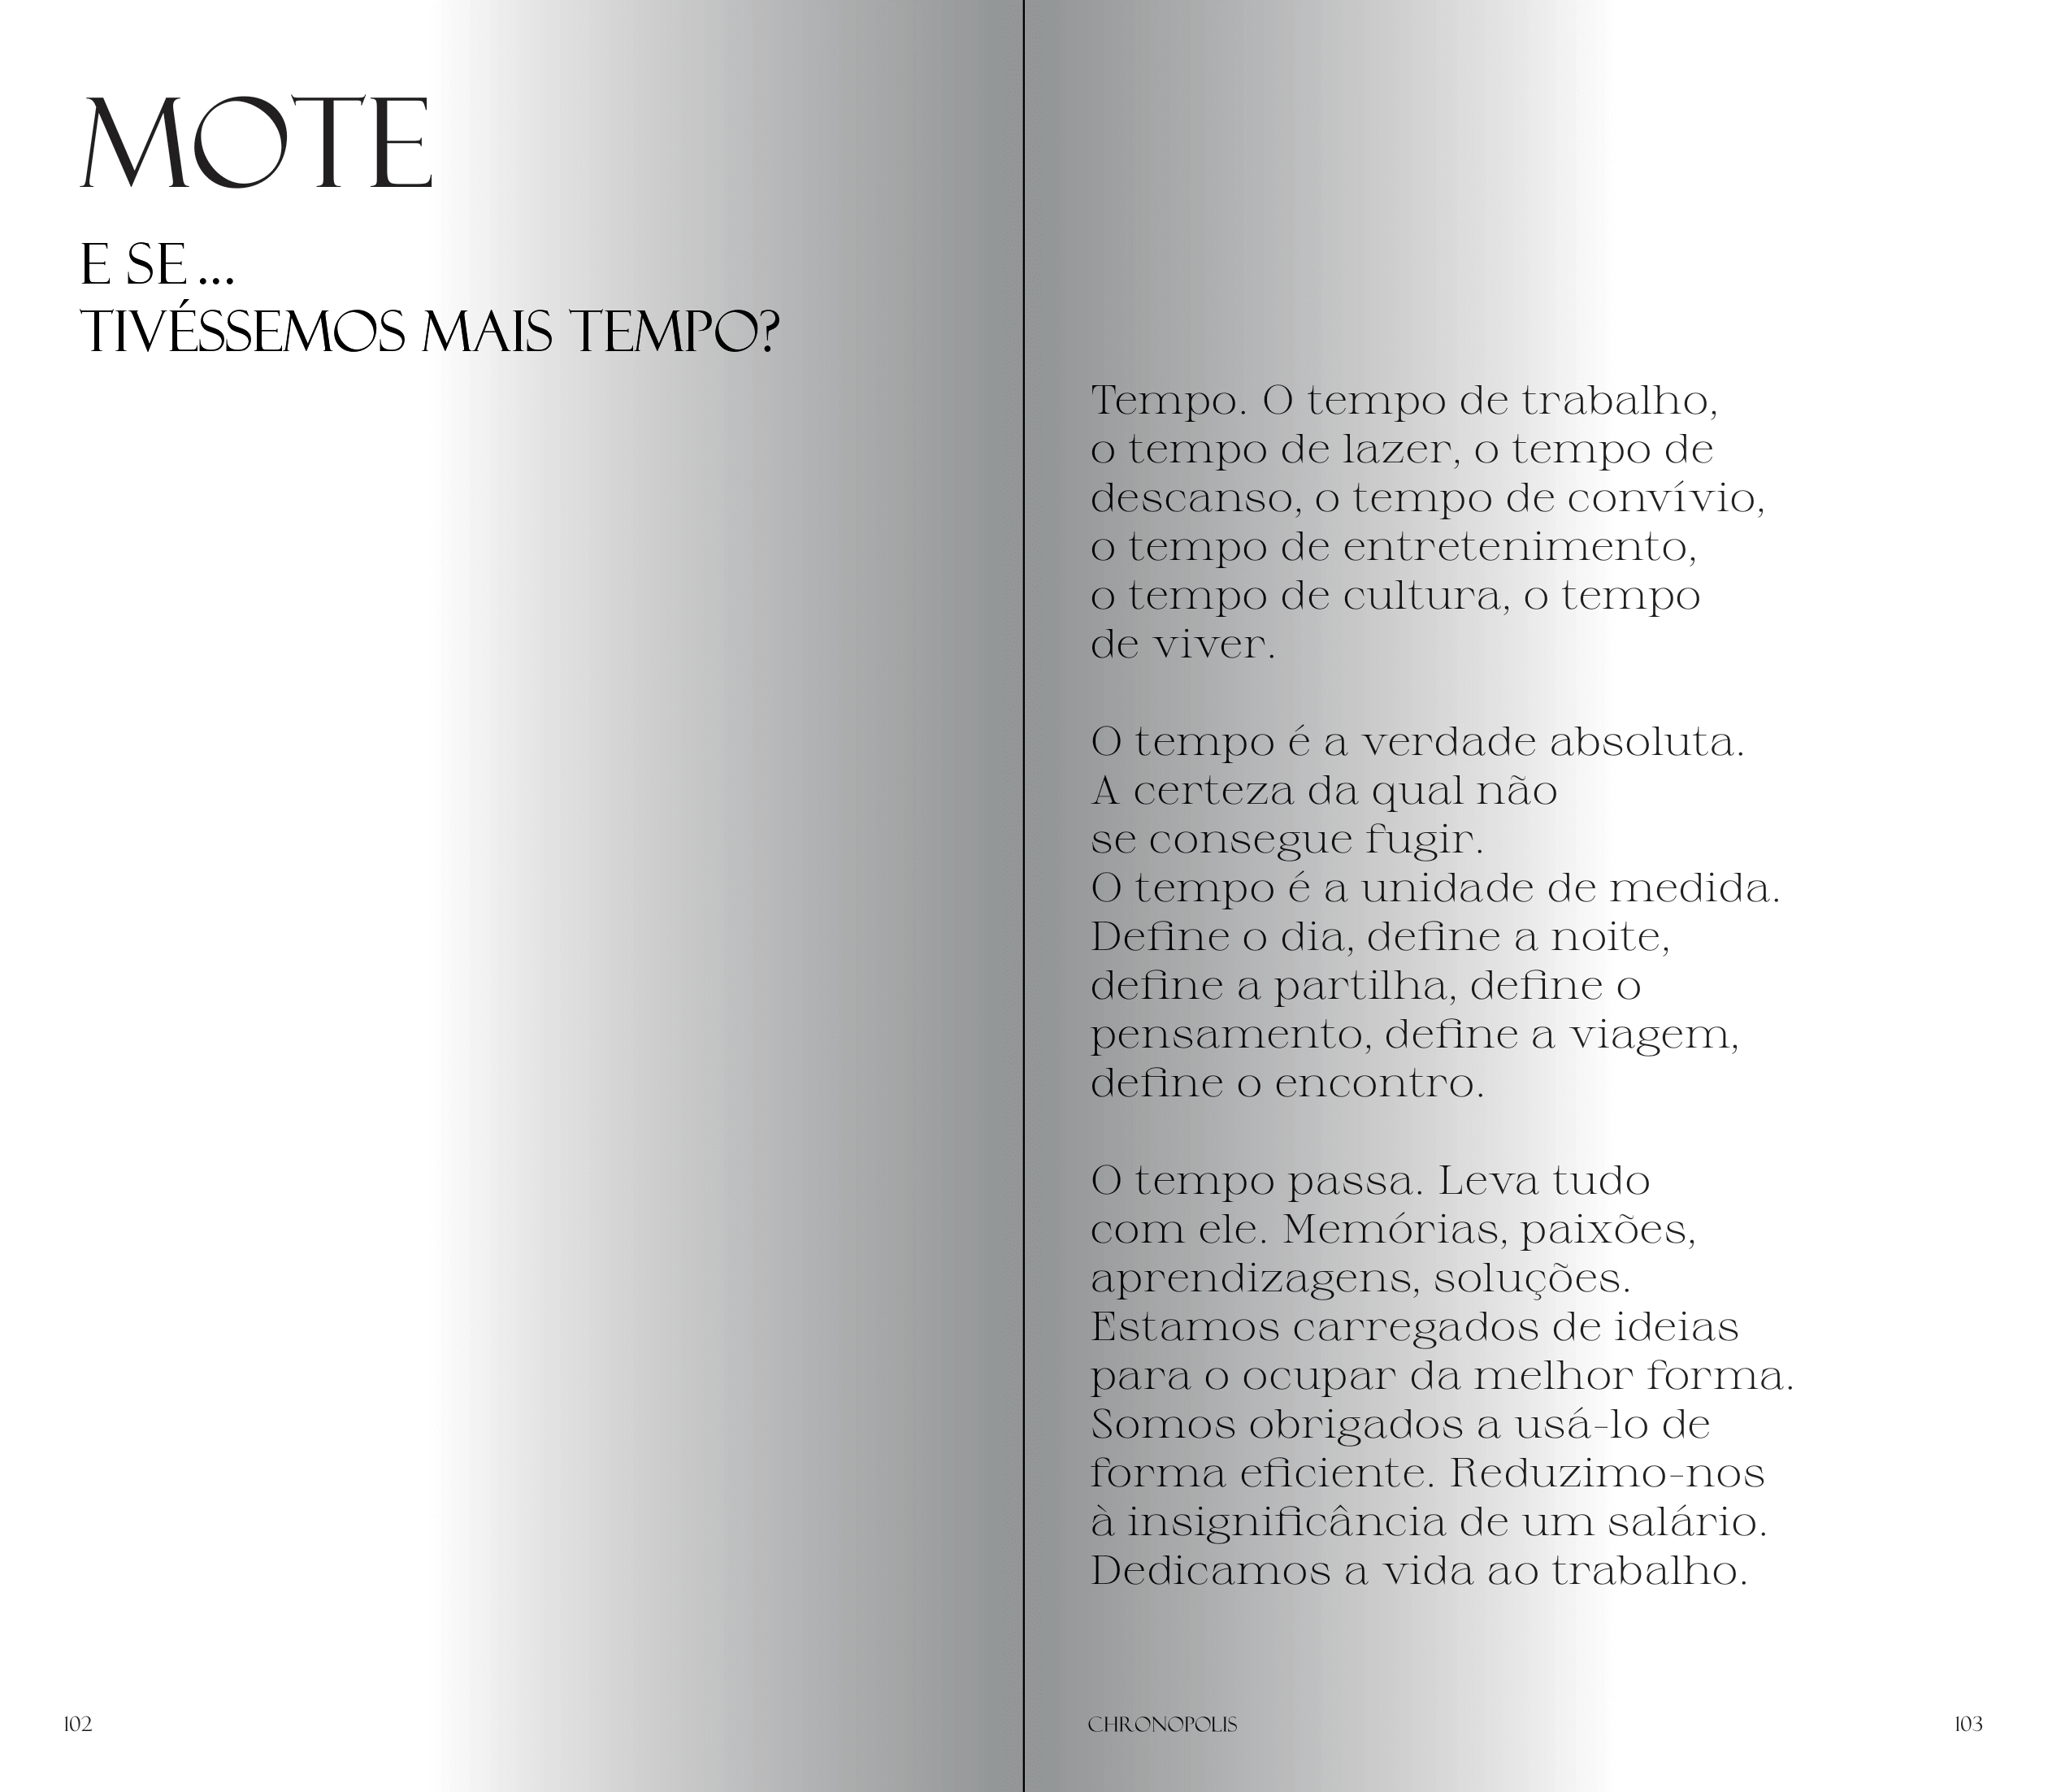 MOTE
E SE ...
TIVÉSSEMOS MAIS TEMPO?
Tempo. O tempo de trabalho,
o tempo de lazer, o tempo de
descanso, o tempo de convívio,
o tempo de entretenimento,
o tempo de cultura, o tempo
de viver.
O tempo é a verdade absoluta.
A certeza da qual não
se consegue fugir.
O tempo é a unidade de medida.
Define o dia, define a noite,
define a partilha, define o
pensamento, define a viagem,
define o encontro.
O tempo passa. Leva tudo
com ele. Memórias, paixões,
aprendizagens, soluções.
Estamos carregados de ideias
para o ocupar da melhor forma.
Somos obrigados a usá-lo de
forma eficiente. Reduzimo-nos
à insignificância de um salário.
Dedicamos a vida ao trabalho.
102
CHRONOPOLIS
103